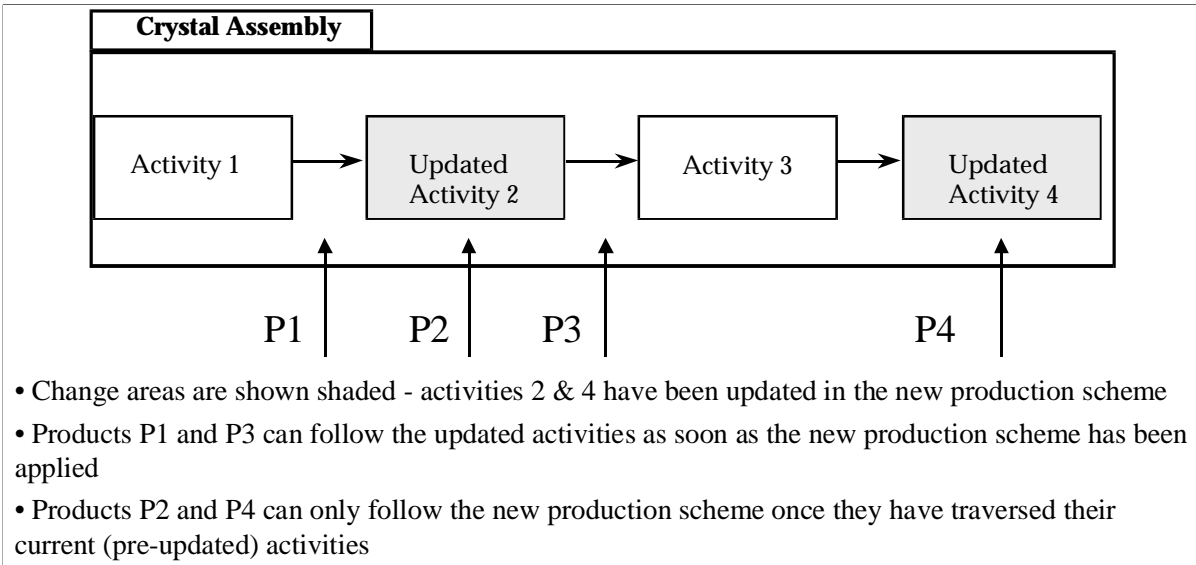 Crystal Assembly
Activity 1
Updated
Activity 2
Activity 3
Updated
Activity 4
P1
P2
P3
P4
• Change areas are shown shaded - activities 2 & 4 have been updated in the new production scheme
• Products P1 and P3 can follow the updated activities as soon as the new production scheme has been
applied
• Products P2 and P4 can only follow the new production scheme once they have traversed their
current (pre-updated) activities